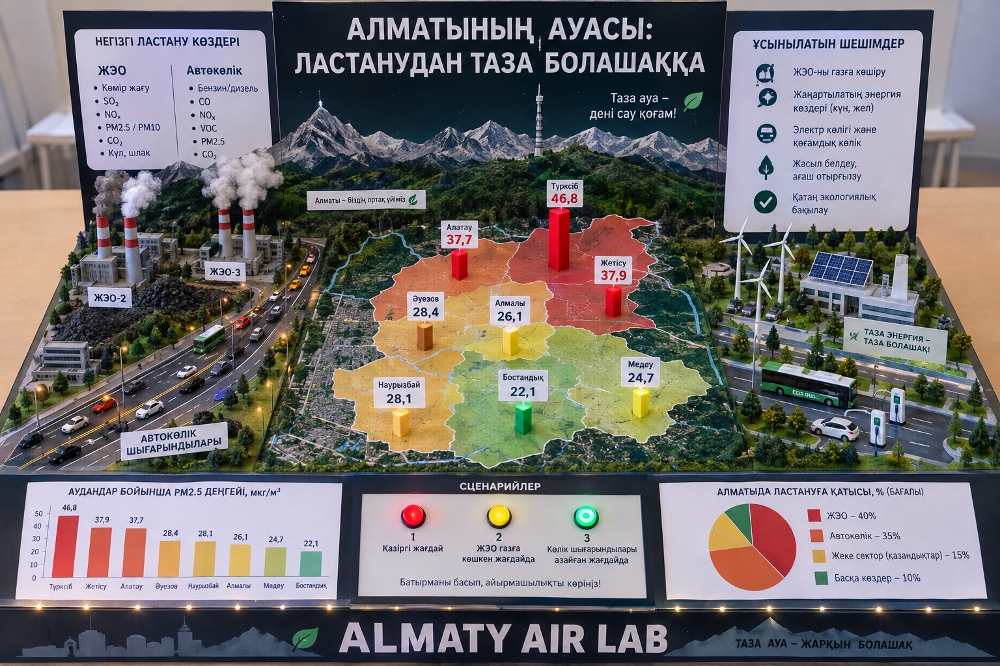 НЕГІЗГІ ЛАСТАНУ КӨЗДЕРІ
ЖЭО
Көмір жағу
SO₂
NOₓ
PM2.5 / PM10
CO₂
Күл, шлак
Автокөлік
Бензин/дизель
CO
NOₓ
VOC
PM2.5
CO₂
АЛМАТЫНЫҢ АУАСЫ:
ЛАСТАНУДАН ТАЗА БОЛАШАҚҚА
Таза ауа –
дені сау қоғам!
ҰСЫНЫЛАТЫН ШЕШІМДЕР
ЖЭО-ны газға көшіру
Жаңартылатың энергия
көздері (күн, жел)
Электр көлігі және
қоғамдық көлік
Жасыл белдеу,
ағаш отырғызу
Қатаң экологиялық
бақылау
Алматы – біздің ортақ үйіміз
Турксіб
46,8
Алатау
37,7
Жетісу
37,9
Әуезов
28,4
Алмалы
26,1
Наурызбай
28,1
Бостандық
22,1
Медеу
24,7
ЖЭО-3
ЖЭО-2
АВТОКӨЛІК
ШЫҒАРЫНДЫЛАРЫ
ТАЗА ЭНЕРГИЯ –
ТАЗА БОЛАШАҚ!
АУДАНДАР БОЙЫНША PM2.5 ДЕҢГЕЙІ, мкг/м³
50
40
30
20
10
0
46,8
37,9
37,7
28,4
28,1
26,1
24,7
22,1
Түрксіб
Жетісу
Алатау
Әуезов
Наурызбай
Алмалы
Медеу
Бостандық
СЦЕНАРИЙЛЕР
1
Қазіргі жағдай
2
ЖЭО газға
көшкен жағдайда
3
Көлік шығарындылары
азайған жағдайда
Батырманы басып, айырмашылықты көріңіз!
АЛМАТЫДА ЛАСТАНУҒА ҚАТЫСЫ, % (БАҒАЛЫ)
ЖЭО – 40%
Автокөлік – 35%
Жеке сектор (қазандықтар) – 15%
Басқа көздер – 10%
ALMATY AIR LAB
ТАЗА АУА – ЖАРҚЫН БОЛАШАҚ